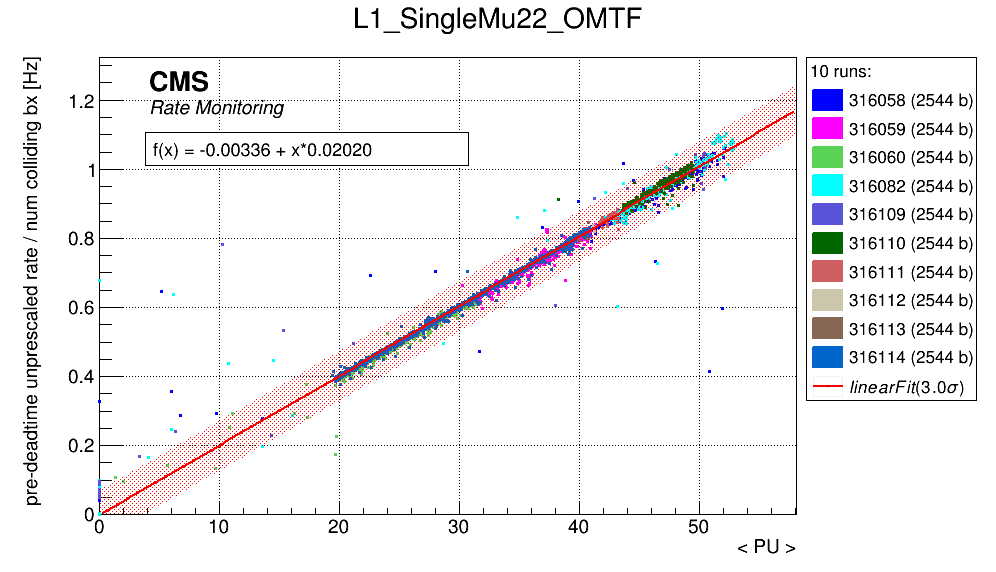 L1_SingleMu22_OMTF
pre-deadtime unprescaled rate / num colliding bx [Hz]
CMS
Rate Monitoring
f(x) = -0.00336 + x*0.02020
1.2
1
0.8
0.6
0.4
0.2
0
0 10 20 30 40 50
< PU >
10 runs:
316058 (2544 b)
316059 (2544 b)
316060 (2544 b)
316082 (2544 b)
316109 (2544 b)
316110 (2544 b)
316111 (2544 b)
316112 (2544 b)
316113 (2544 b)
316114 (2544 b)
linearFit(3.0σ)